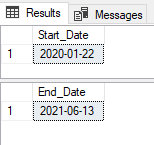 Results Messages
Start_Date
1 2020-01-22
End_Date
1 2021-06-13